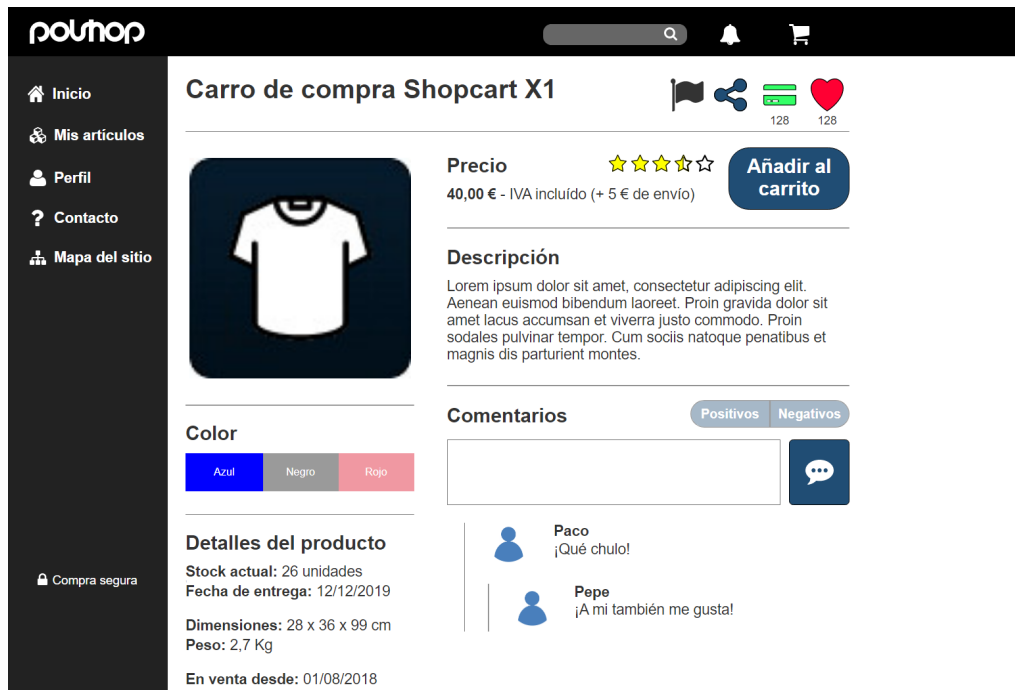 polshop
Inicio
Mis artículos
Perfil
Contacto
Mapa del sitio
Compra segura
Carro de compra Shopcart X1
128
128
Precio
40,00 € - IVA incluído (+ 5 € de envío)
Añadir al
carrito
Descripción
Lorem ipsum dolor sit amet, consectetur adipiscing elit.
Aenean euismod bibendum laoreet. Proin gravida dolor sit
amet lacus accumsan et viverra justo commodo. Proin
sodales pulvinar tempor. Cum sociis natoque penatibus et
magnis dis parturient montes.
Color
Azul
Negro
Rojo
Detalles del producto
Stock actual: 26 unidades
Fecha de entrega: 12/12/2019
Dimensiones: 28 x 36 x 99 cm
Peso: 2,7 Kg
En venta desde: 01/08/2018
Comentarios
Positivos
Negativos
Paco
¡Qué chulo!
Pepe
¡A mi también me gusta!